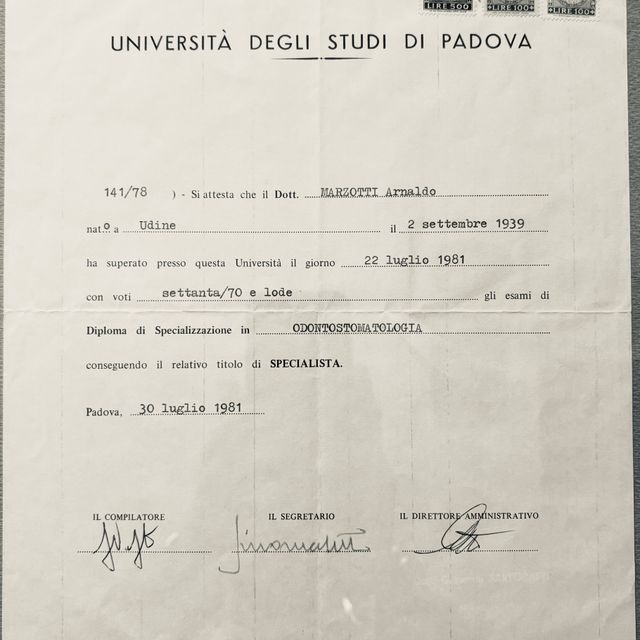 LIRE 500 LIRE 100 LIRE 100
UNIVERSITÀ DEGLI STUDI DI PADOVA
141/78 ) - Si attesta che il Dott. MARZOTTI Arnaldo
nato a Udine il 2 settembre 1939
ha superato presso questa Università il giorno 22 luglio 1981
con voti settanta/70 e lode gli esami di
Diploma di Specializzazione in ODONTOSTOMATOLOGIA
conseguendo il relativo titolo di SPECIALISTA.
Padova, 30 luglio 1981
IL COMPILATORE IL SEGRETARIO IL DIRETTORE AMMINISTRATIVO